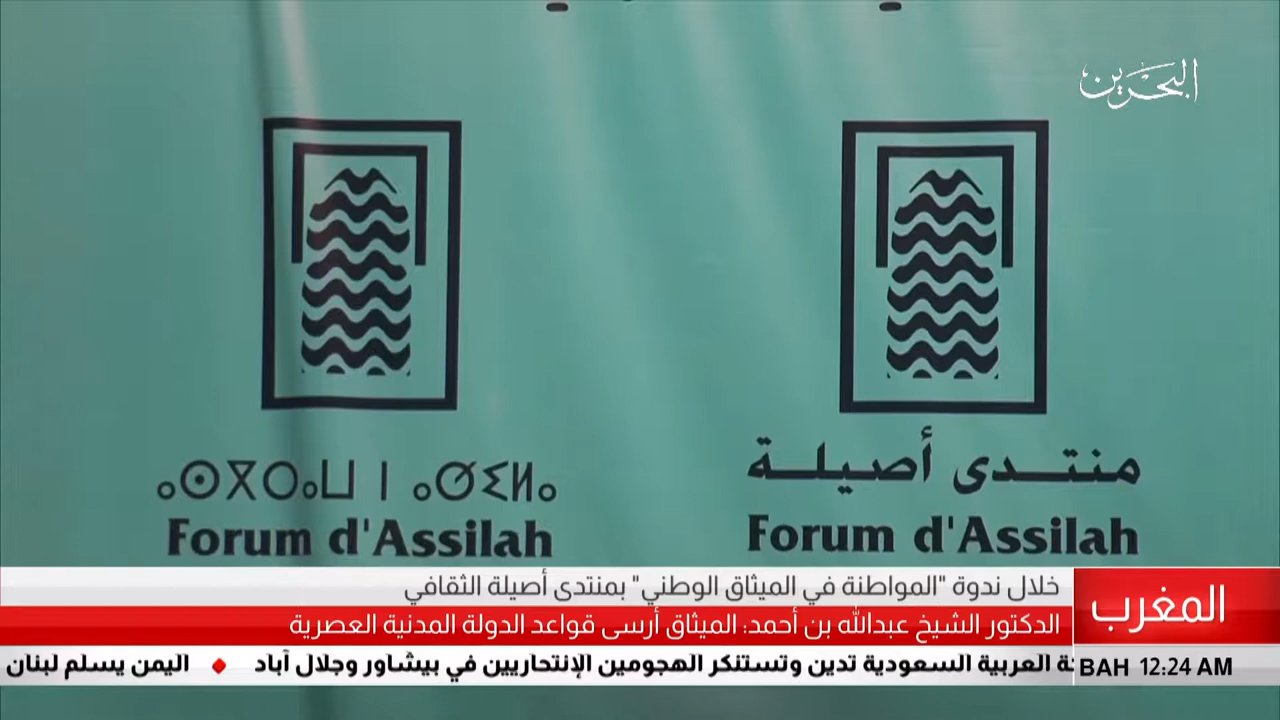 البحرين
ⴰⵙⴳⵔⴰⵡ ⵏ ⴰⵚⵉⵍⴰ
Forum d'Assilah
منتدى أصيلة
Forum d'Assilah
المغرب
خلال ندوة "المواطنة في الميثاق الوطني" بمنتدى أصيلة الثقافي
الدكتور الشيخ عبدالله بن أحمد: الميثاق أرسى قواعد الدولة المدنية العصرية
العربية السعودية تدين وتستنكر الهجومين الإنتحاريين في بيشاور وجلال آباد ♦ اليمن يسلم لبنان
BAH 12:24 AM